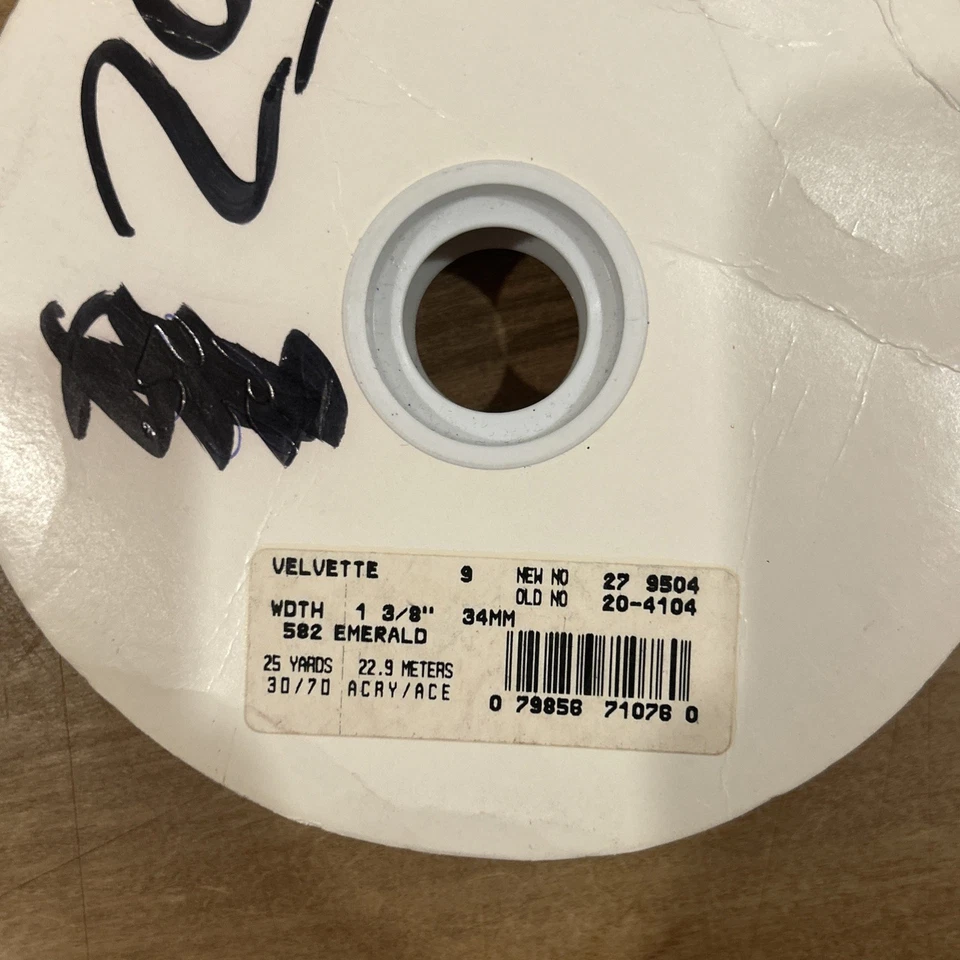 VELVETTE 9 NEW NO 27 9504
OLD NO 20-4104
WDTH 1 3/8" 34MM
582 EMERALD
25 YARDS 22.9 METERS
30/70 ACRY/ACE
0 79856 71076 0